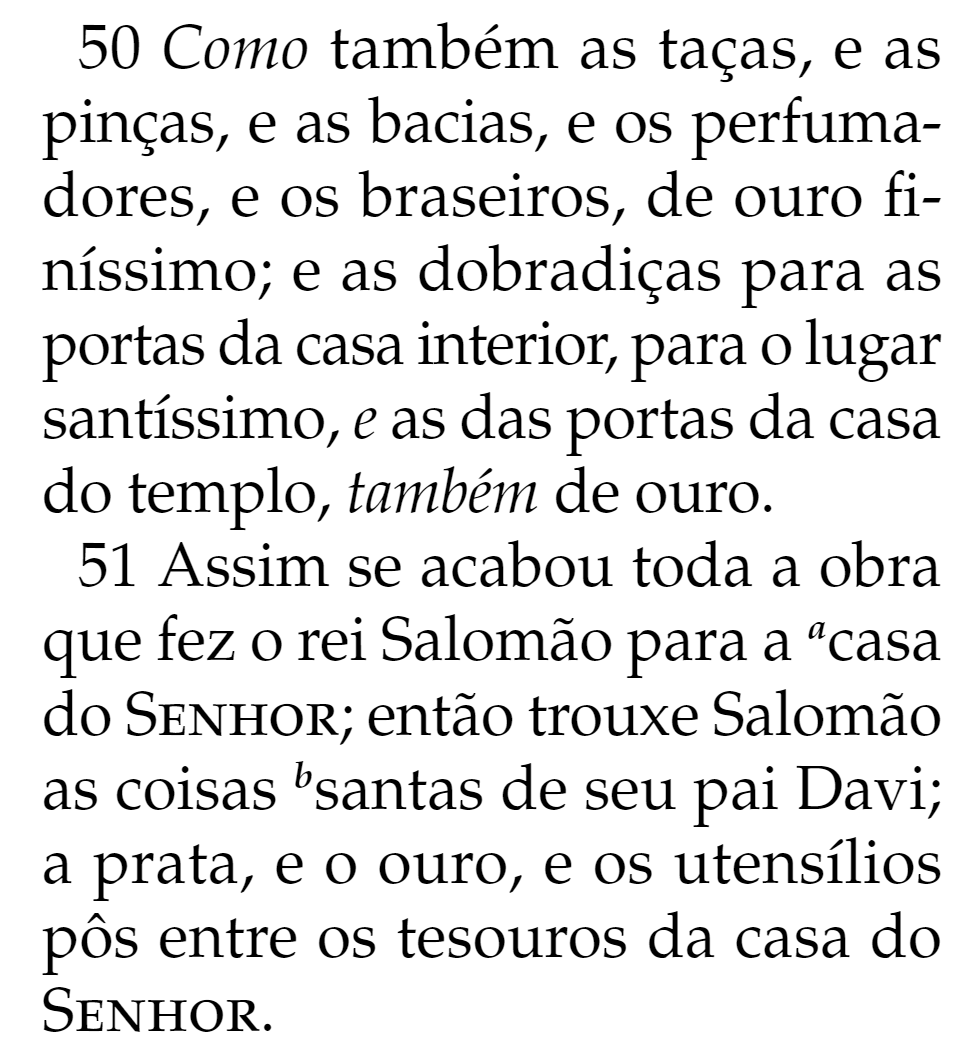 50 Como também as taças, e as
pinças, e as bacias, e os perfuma-
dores, e os braseiros, de ouro fi-
níssimo; e as dobradiças para as
portas da casa interior, para o lugar
santíssimo, e as das portas da casa
do templo, também de ouro.
51 Assim se acabou toda a obra
que fez o rei Salomão para a ᵃcasa
do SENHOR; então trouxe Salomão
as coisas ᵇsantas de seu pai Davi;
a prata, e o ouro, e os utensílios
pôs entre os tesouros da casa do
SENHOR.